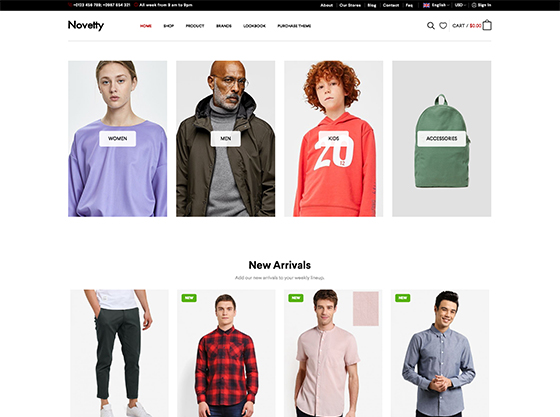 +0123 456 789, +0987 654 321 All week from 9 am to 9pm About Our Stores Blog Contact Faq English USD Sign In
Novetty HOME SHOP PRODUCT BRANDS LOOKBOOK PURCHASE THEME CART / $0.00
WOMEN MEN KIDS ACCESSORIES
20
12
New Arrivals
Add our new arrivals to your weekly lineup.
NEW NEW NEW